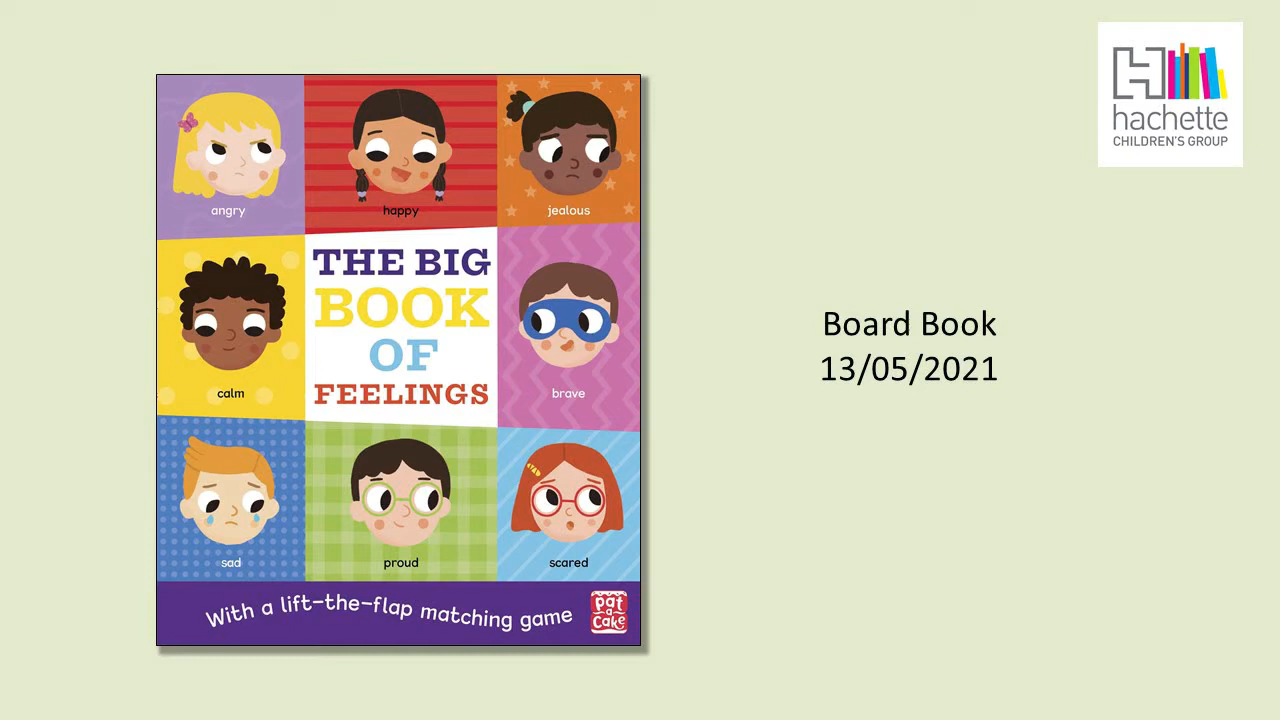 angry
happy
jealous
THE BIG
BOOK
OF
FEELINGS
calm
brave
sad
proud
scared
With a lift-the-flap matching game
pat
a
cake
Board Book
13/05/2021
hachette
CHILDREN'S GROUP